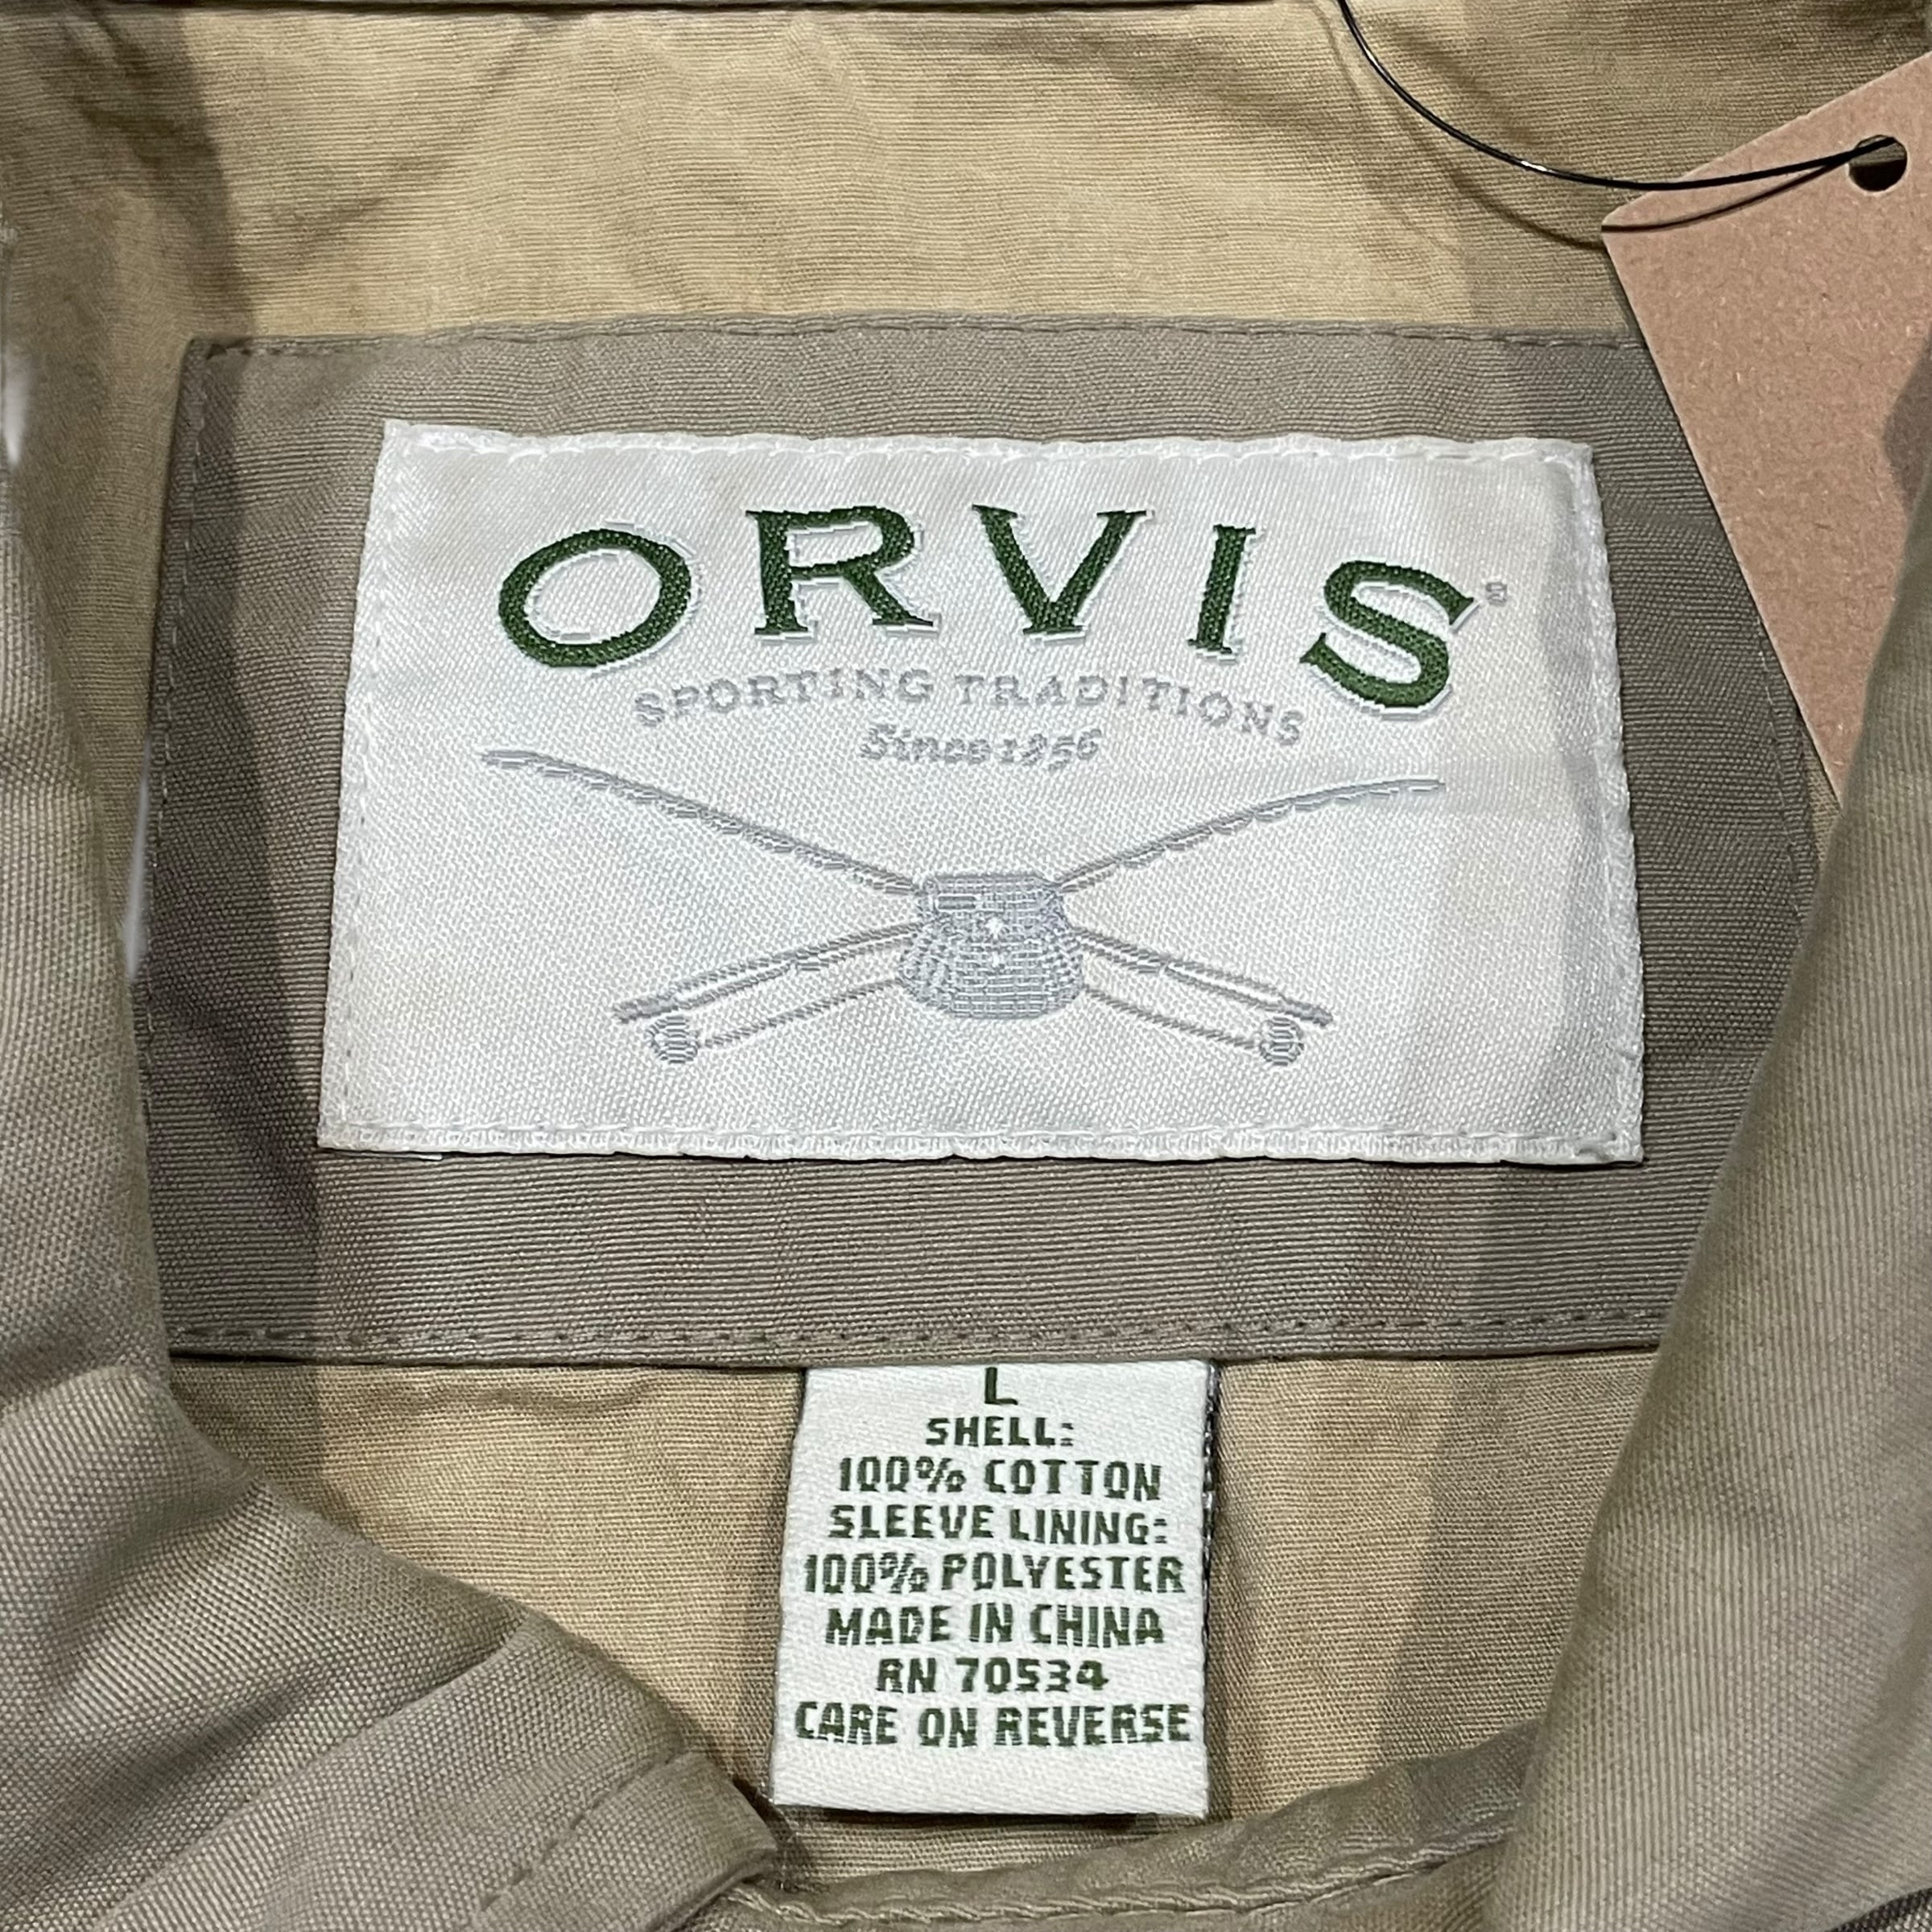 ORVIS
SPORTING TRADITIONS
Since 1856
L
SHELL:
100% COTTON
SLEEVE LINING:
100% POLYESTER
MADE IN CHINA
RN 70534
CARE ON REVERSE